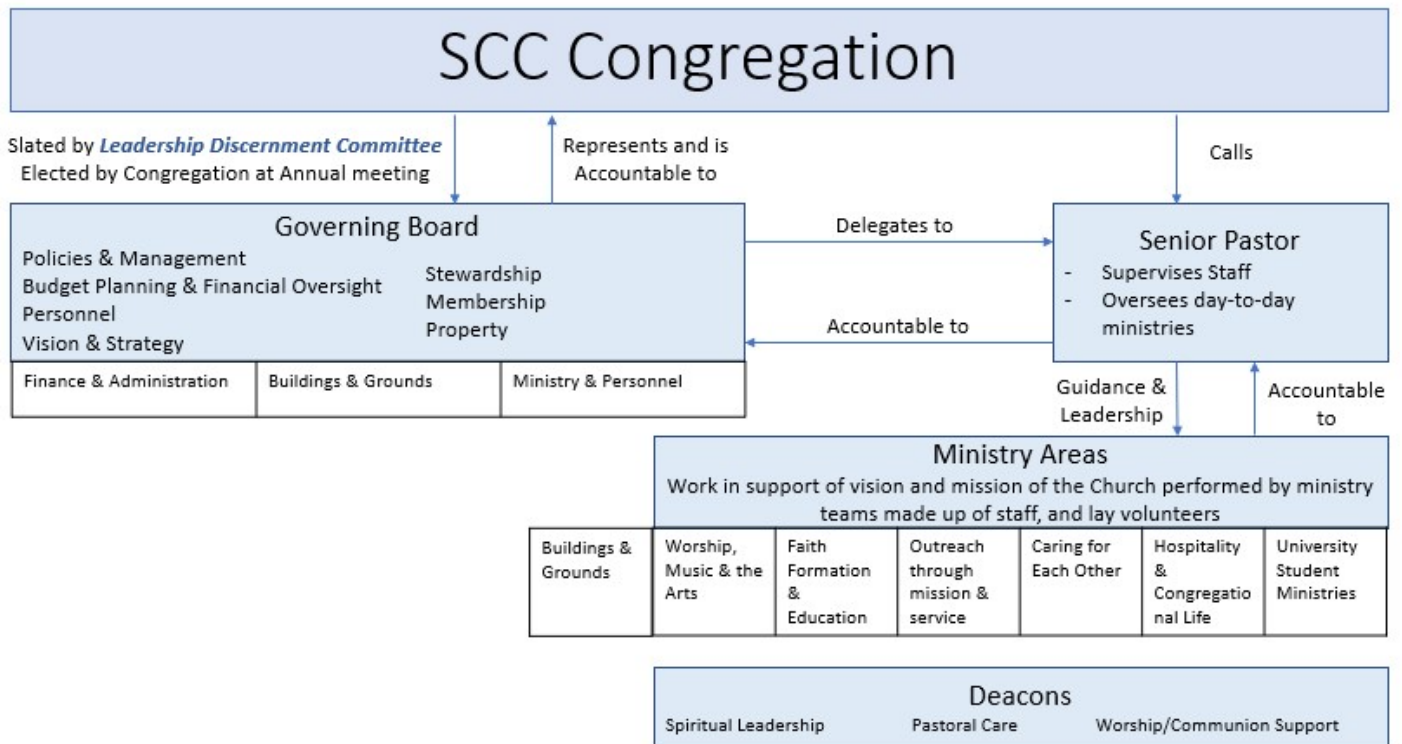 SCC Congregation
Slated by Leadership Discernment Committee
Elected by Congregation at Annual meeting
Represents and is
Accountable to
Calls
Governing Board
Policies & Management
Budget Planning & Financial Oversight
Personnel
Vision & Strategy
Stewardship
Membership
Property
Delegates to
Accountable to
Senior Pastor
- Supervises Staff
- Oversees day-to-day
ministries
Finance & Administration
Buildings & Grounds
Ministry & Personnel
Guidance &
Leadership
Accountable
to
Ministry Areas
Work in support of vision and mission of the Church performed by ministry
teams made up of staff, and lay volunteers
Buildings &
Grounds
Worship,
Music & the
Arts
Faith
Formation
&
Education
Outreach
through
mission &
service
Caring for
Each Other
Hospitality
&
Congregatio
nal Life
University
Student
Ministries
Deacons
Spiritual Leadership
Pastoral Care
Worship/Communion Support